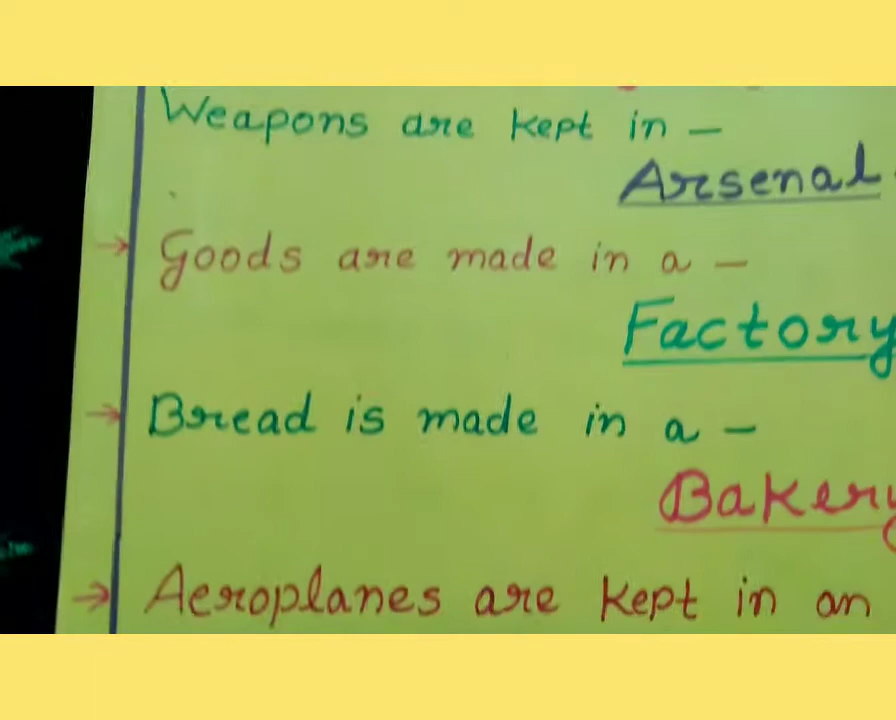 Weapons are kept in —
Arsenal
→ Goods are made in a —
Factory
→ Bread is made in a —
Bakery
→ Aeroplanes are kept in an